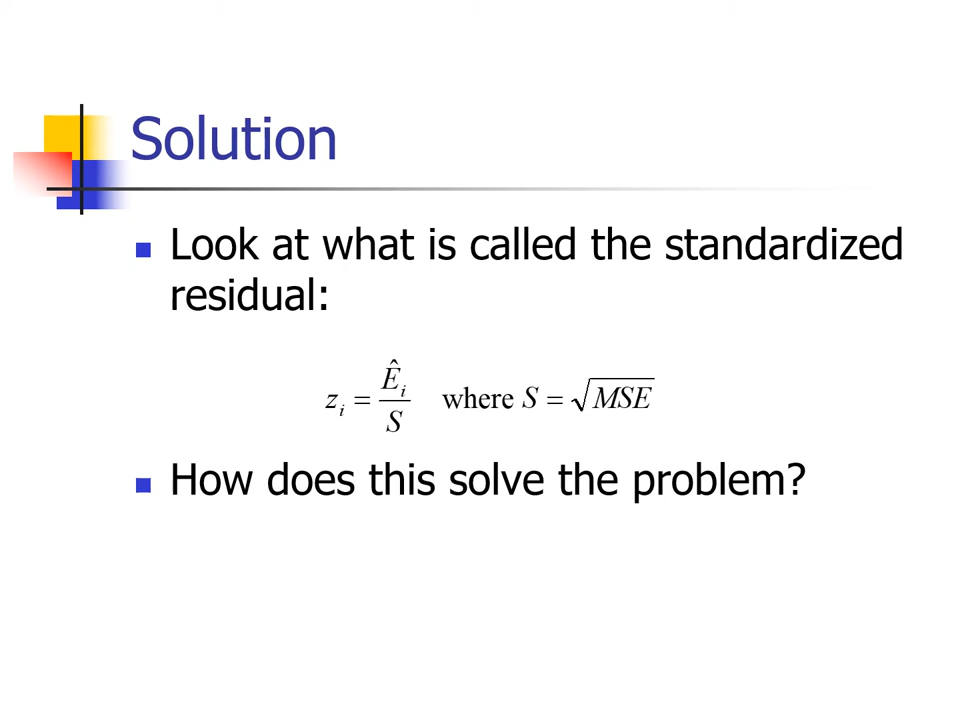 Solution
Look at what is called the standardized
residual:
z_i = Ê_i / S where S = √MSE
How does this solve the problem?